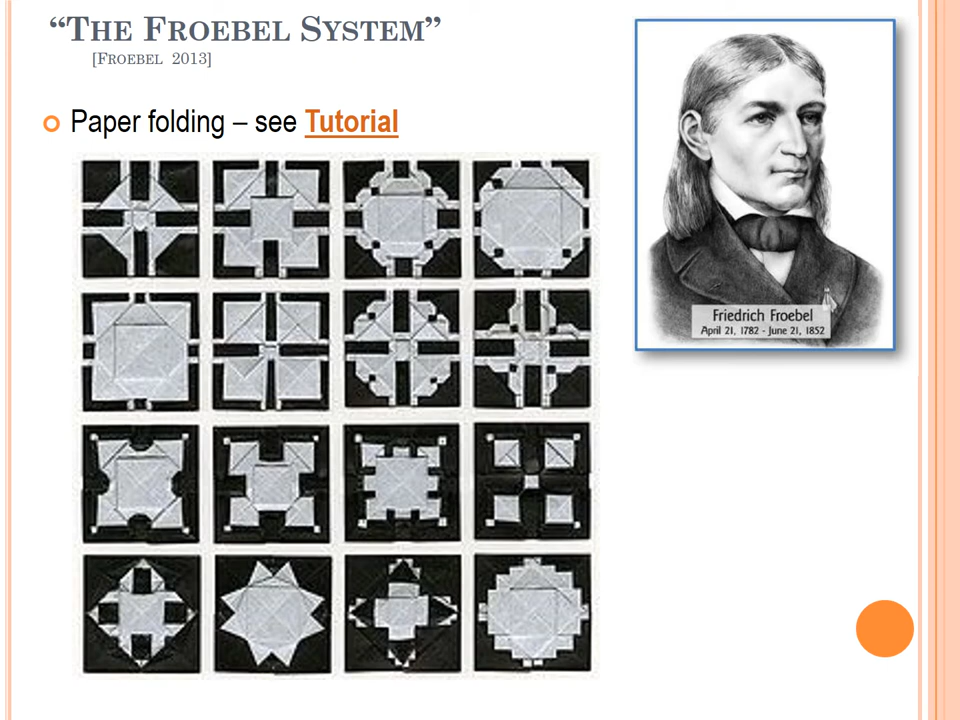 “THE FROEBEL SYSTEM”
[FROEBEL 2013]
Paper folding – see Tutorial
Friedrich Froebel
April 21, 1782 - June 21, 1852